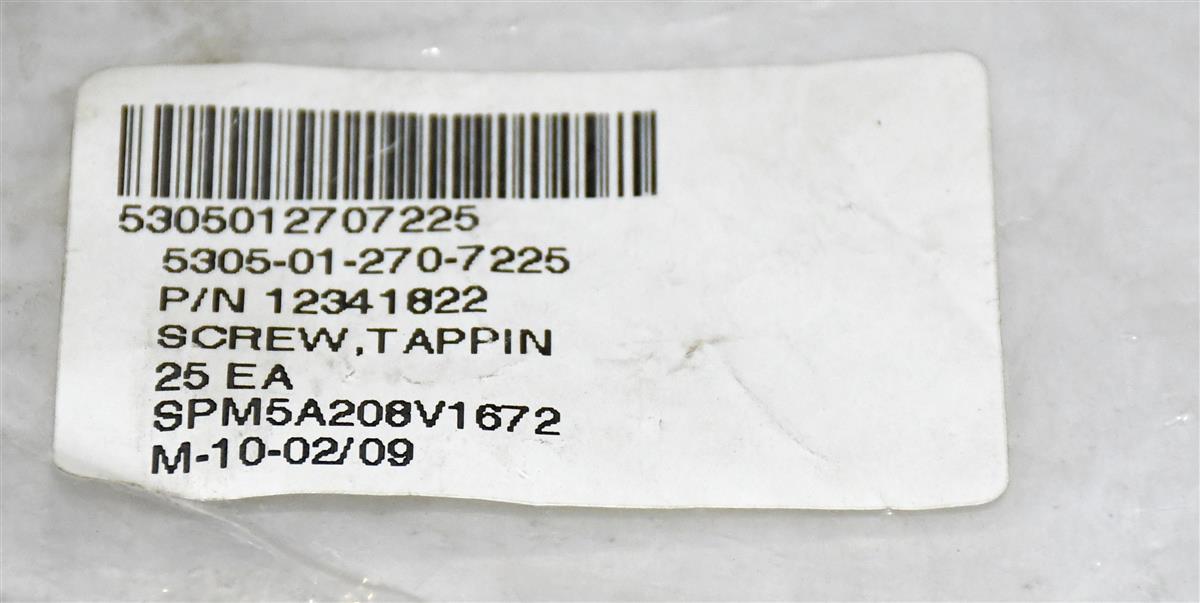 5305012707225
5305-01-270-7225
P/N 12341822
SCREW,TAPPIN
25 EA
SPM5A208V1672
M-10-02/09